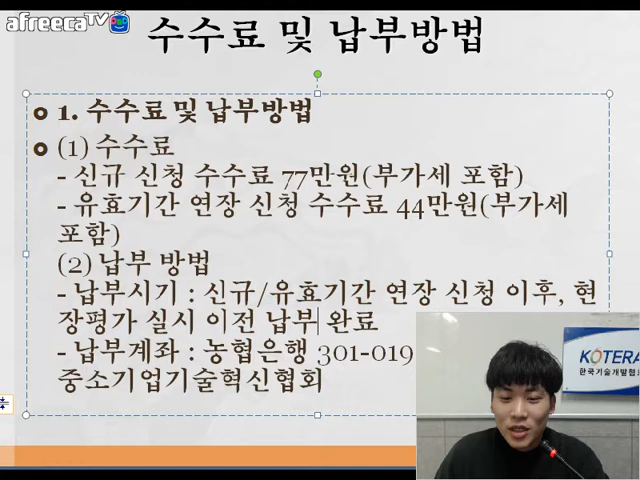 afreecaTV
수수료 및 납부방법
1. 수수료 및 납부방법
(1) 수수료
- 신규 신청 수수료 77만원(부가세 포함)
- 유효기간 연장 신청 수수료 44만원(부가세
포함)
(2) 납부 방법
- 납부시기 : 신규/유효기간 연장 신청 이후, 현
장평가 실시 이전 납부 완료
- 납부계좌 : 농협은행 301-019
중소기업기술혁신협회
KOTERA
한국기술개발협